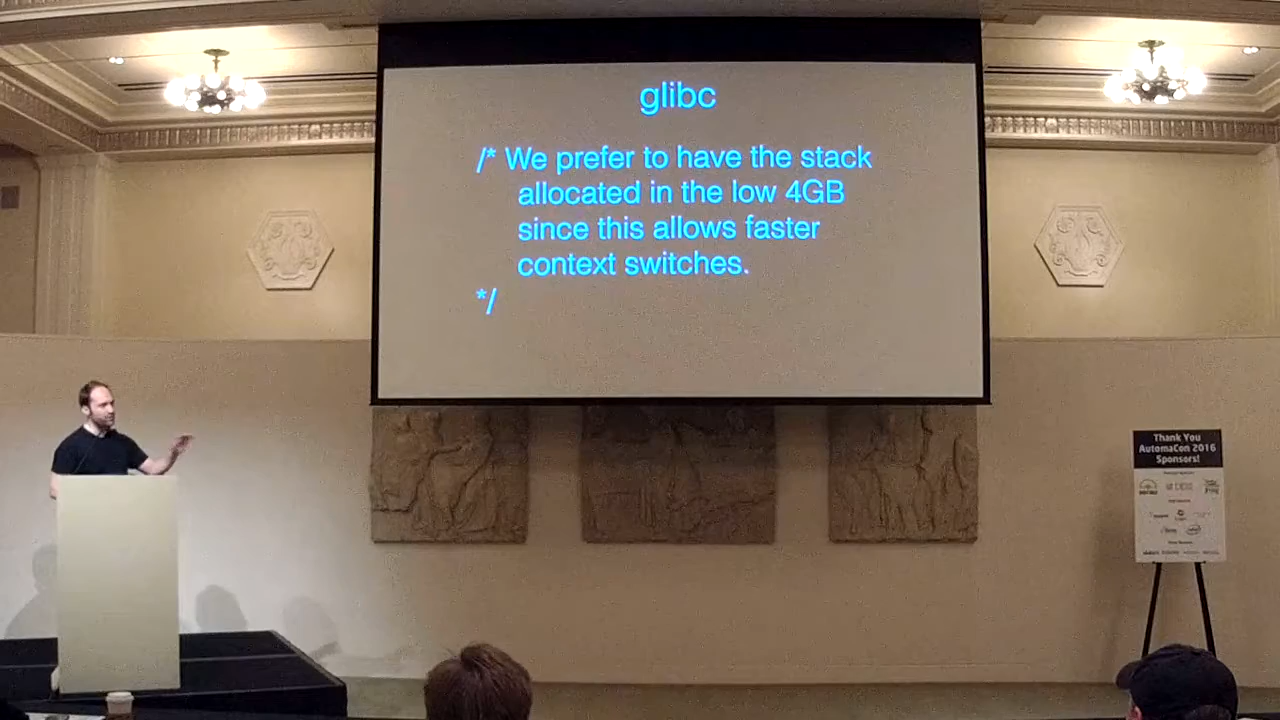 glibc
/* We prefer to have the stack
allocated in the low 4GB
since this allows faster
context switches.
*/
Thank You
AutomaCon 2016
Sponsors!